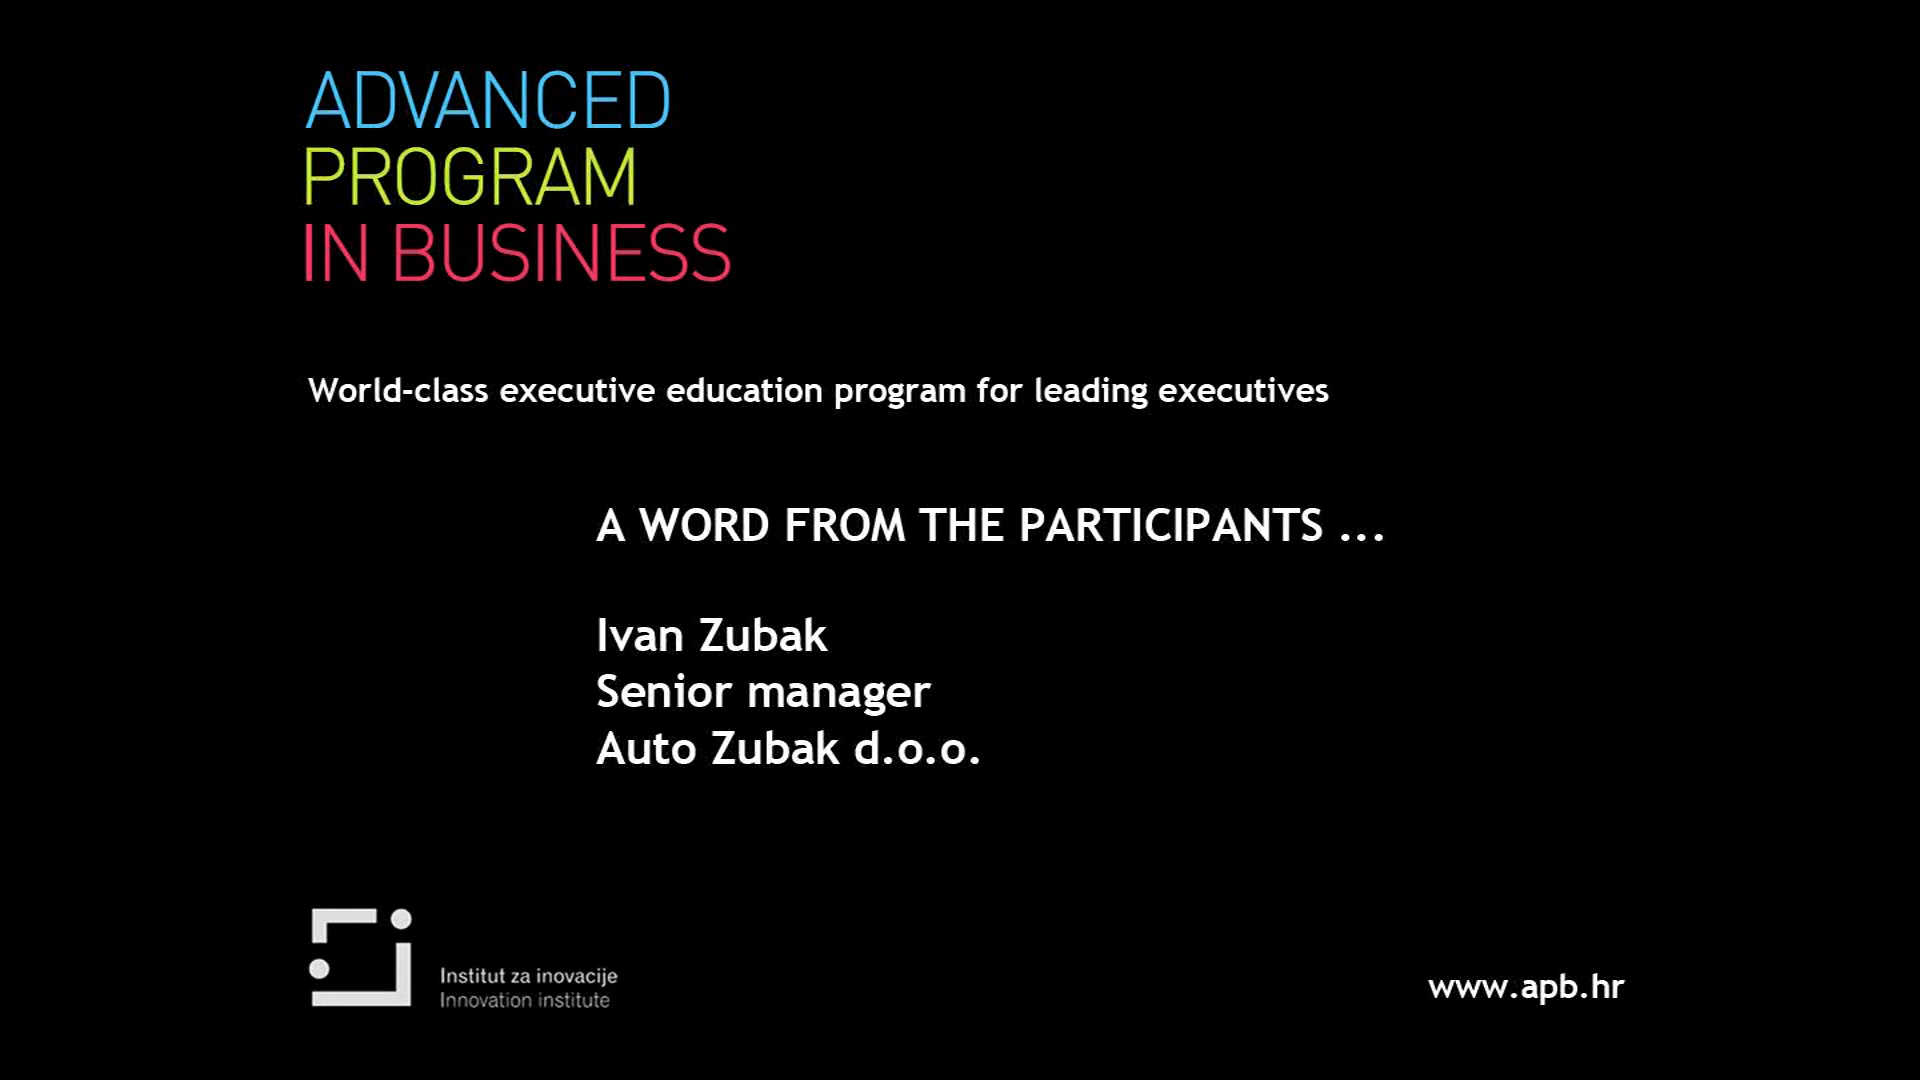 ADVANCED
PROGRAM
IN BUSINESS
World-class executive education program for leading executives
A WORD FROM THE PARTICIPANTS ...
Ivan Zubak
Senior manager
Auto Zubak d.o.o.
Institut za inovacije
Innovation institute
www.apb.hr